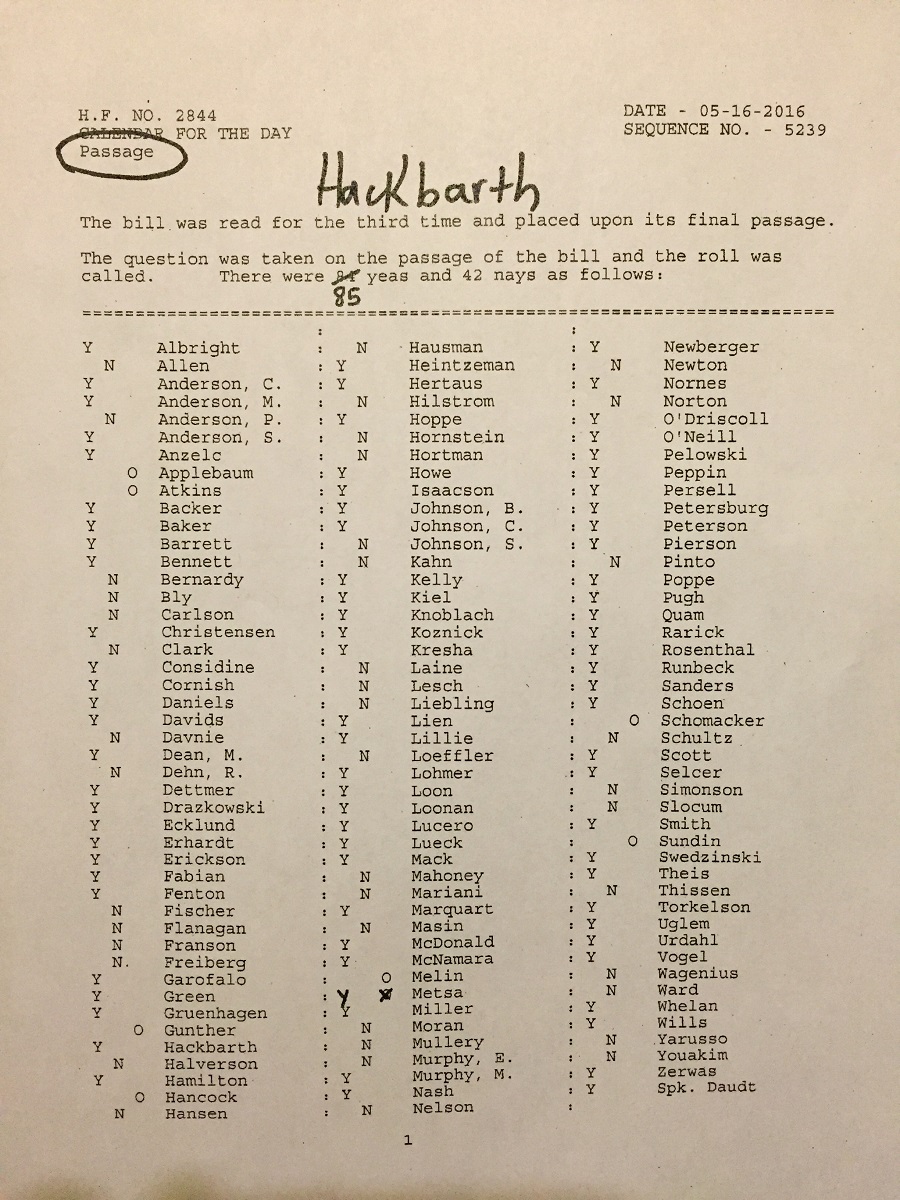 H.F. NO. 2844 DATE - 05-16-2016
CALENDAR FOR THE DAY SEQUENCE NO. - 5239
Passage
Hackbarth
The bill was read for the third time and placed upon its final passage.
The question was taken on the passage of the bill and the roll was
called. There were 84 yeas and 42 nays as follows:
85
===================================================================================
: :
Y Albright : N Hausman : Y Newberger
N Allen : Y Heintzeman : N Newton
Y Anderson, C. : Y Hertaus : Y Nornes
Y Anderson, M. : N Hilstrom : N Norton
N Anderson, P. : Y Hoppe : Y O'Driscoll
Y Anderson, S. : N Hornstein : Y O'Neill
Y Anzelc : N Hortman : Y Pelowski
O Applebaum : Y Howe : Y Peppin
O Atkins : Y Isaacson : Y Persell
Y Backer : Y Johnson, B. : Y Petersburg
Y Baker : Y Johnson, C. : Y Peterson
Y Barrett : N Johnson, S. : Y Pierson
Y Bennett : N Kahn : N Pinto
N Bernardy : Y Kelly : Y Poppe
N Bly : Y Kiel : Y Pugh
N Carlson : Y Knoblach : Y Quam
Y Christensen : Y Koznick : Y Rarick
N Clark : Y Kresha : Y Rosenthal
Y Considine : N Laine : Y Runbeck
Y Cornish : N Lesch : Y Sanders
Y Daniels : N Liebling : Y Schoen
Y Davids : Y Lien : O Schomacker
N Davnie : Y Lillie : N Schultz
Y Dean, M. : N Loeffler : Y Scott
N Dehn, R. : Y Lohmer : Y Selcer
Y Dettmer : Y Loon : N Simonson
Y Drazkowski : Y Loonan : N Slocum
Y Ecklund : Y Lucero : Y Smith
Y Erhardt : Y Lueck : O Sundin
Y Erickson : Y Mack : Y Swedzinski
Y Fabian : N Mahoney : Y Theis
Y Fenton : N Mariani : N Thissen
N Fischer : Y Marquart : Y Torkelson
N Flanagan : N Masin : Y Uglem
N Franson : Y McDonald : Y Urdahl
N. Freiberg : Y McNamara : Y Vogel
Y Garofalo : O Melin : N Wagenius
Y Green : Y Metsa : N Ward
Y Gruenhagen : Y Miller : Y Whelan
O Gunther : N Moran : Y Wills
Y Hackbarth : N Mullery : N Yarusso
N Halverson : N Murphy, E. : N Youakim
Y Hamilton : Y Murphy, M. : Y Zerwas
O Hancock : Y Nash : Y Spk. Daudt
N Hansen : N Nelson :
1